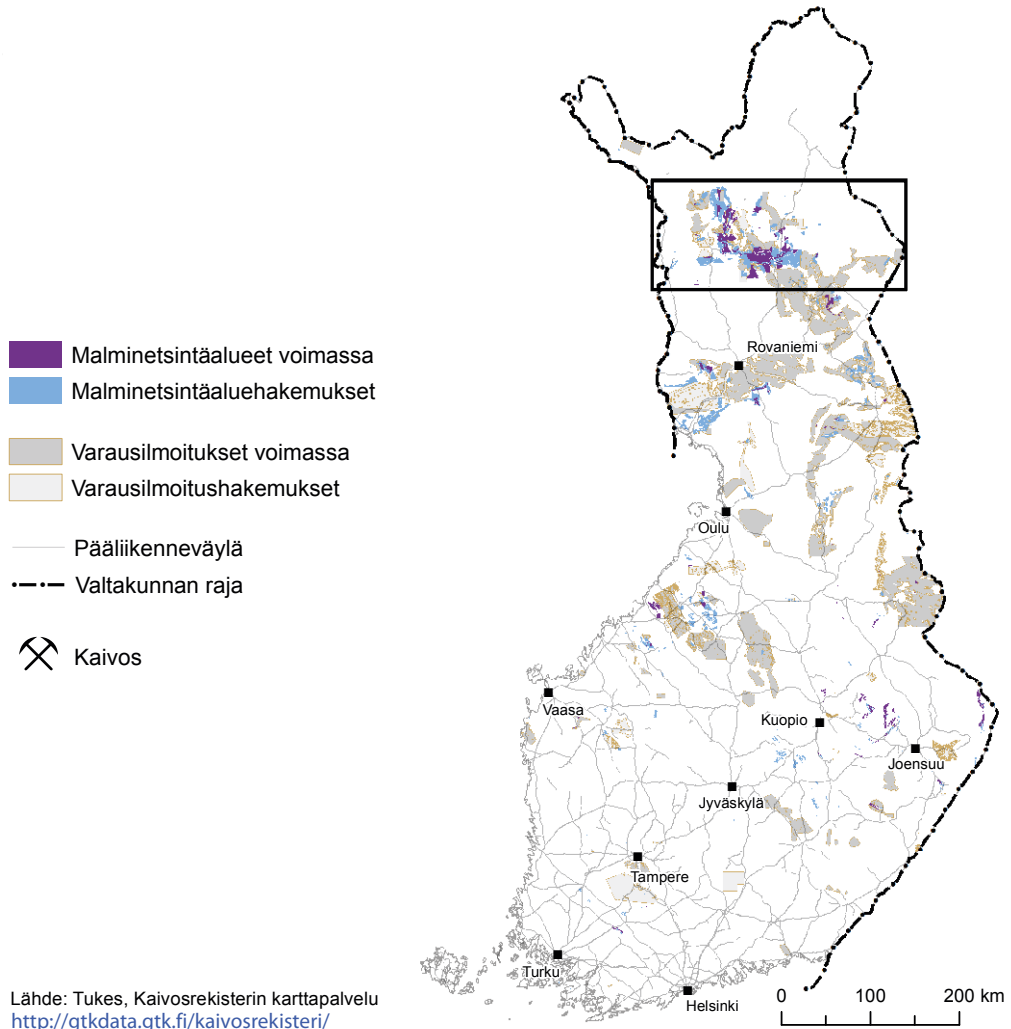 Malminetsintäalueet voimassa
Malminetsintäaluehakemukset
Varausilmoitukset voimassa
Varausilmoitushakemukset
Pääliikenneväylä
Valtakunnan raja
Kaivos
Rovaniemi
Oulu
Vaasa
Kuopio
Joensuu
Jyväskylä
Tampere
Turku
Helsinki
0 100 200 km
Lähde: Tukes, Kaivosrekisterin karttapalvelu
http://gtkdata.gtk.fi/kaivosrekisteri/